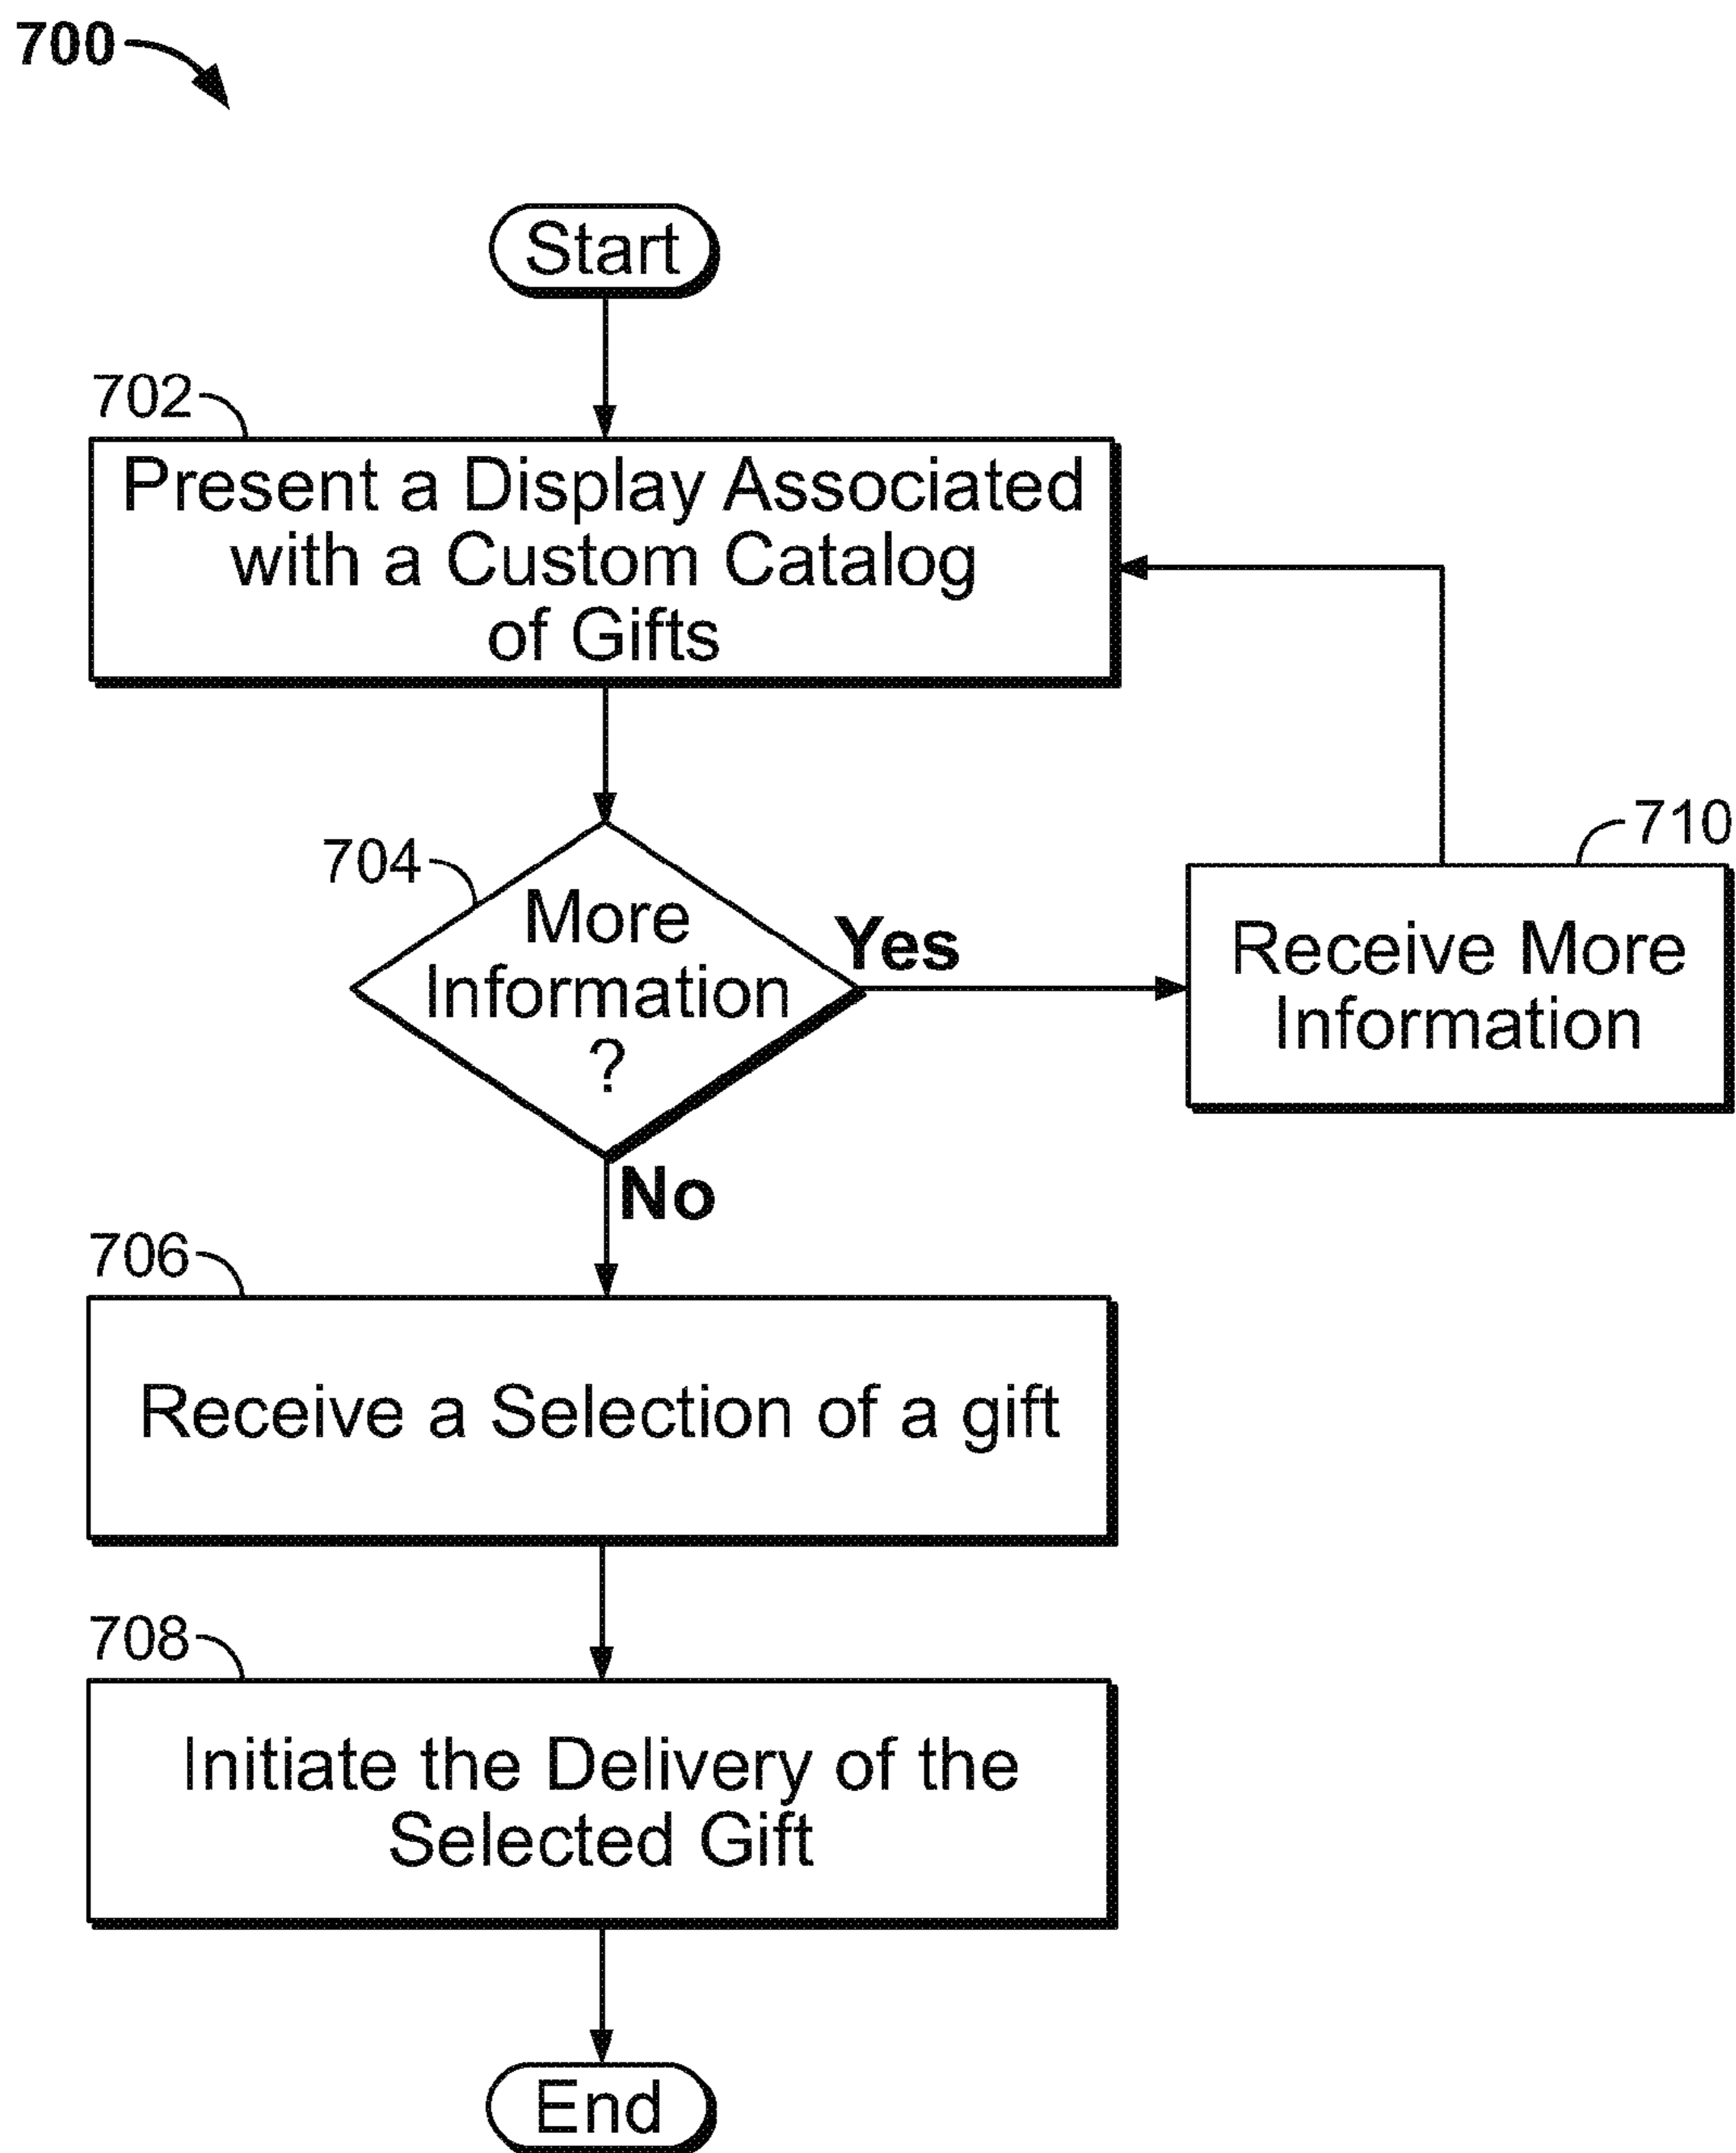 700
Start
702
Present a Display Associated
with a Custom Catalog
of Gifts
704
More
Information
?
Yes
710
Receive More
Information
No
706
Receive a Selection of a gift
708
Initiate the Delivery of the
Selected Gift
End